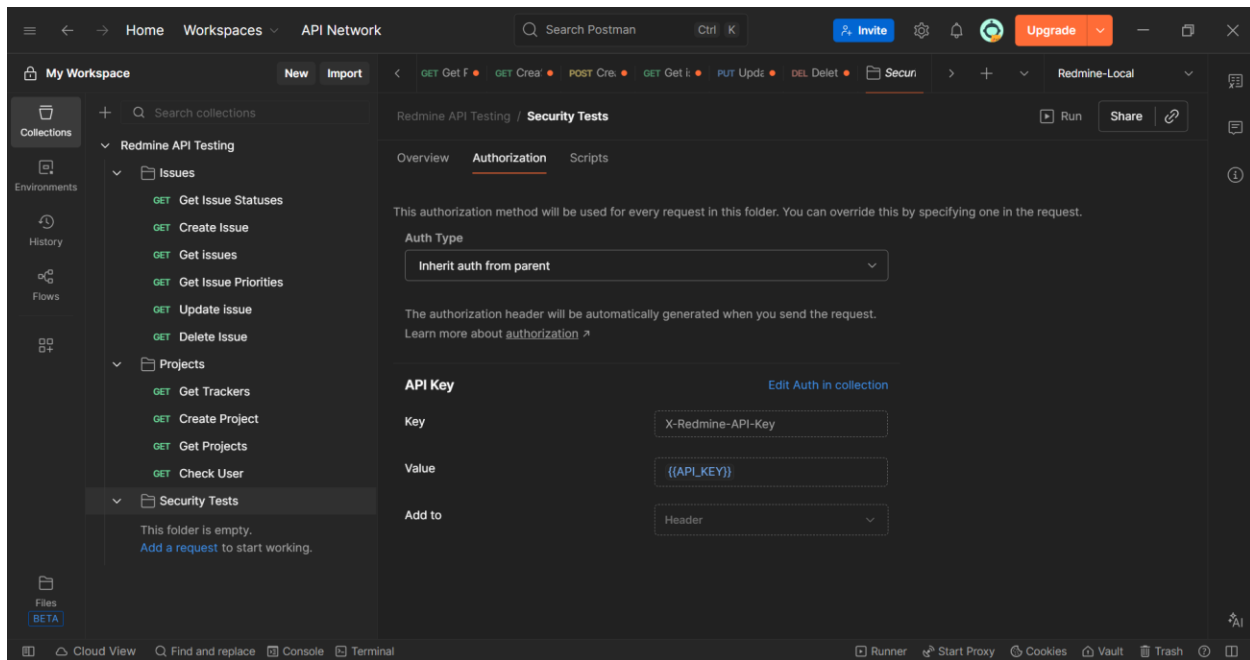 Home Workspaces API Network Search Postman Ctrl K Invite Upgrade
My Workspace New Import GET Get F GET Crea POST Cre. GET Get i: PUT Upda DEL Delet Securi Redmine-Local
Collections
Environments
History
Flows
Files
BETA
Search collections
Redmine API Testing
Issues
GET Get Issue Statuses
GET Create Issue
GET Get issues
GET Get Issue Priorities
GET Update issue
GET Delete Issue
Projects
GET Get Trackers
GET Create Project
GET Get Projects
GET Check User
Security Tests
This folder is empty.
Add a request to start working.
Redmine API Testing / Security Tests Run Share
Overview Authorization Scripts
This authorization method will be used for every request in this folder. You can override this by specifying one in the request.
Auth Type
Inherit auth from parent
The authorization header will be automatically generated when you send the request.
Learn more about authorization ↗
API Key Edit Auth in collection
Key X-Redmine-API-Key
Value {{API_KEY}}
Add to Header
AI
Cloud View Find and replace Console Terminal Runner Start Proxy Cookies Vault Trash